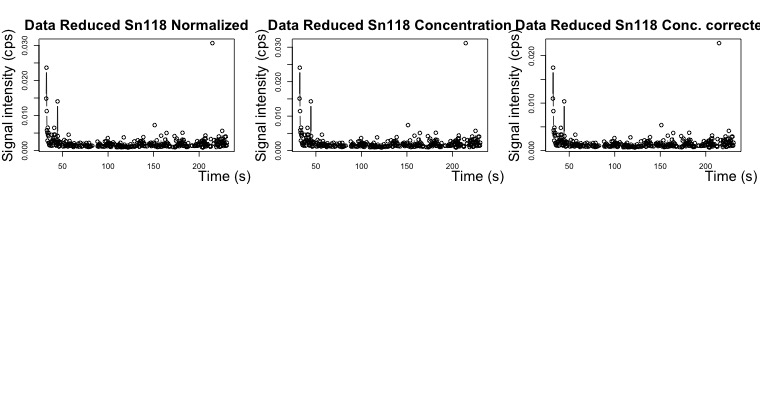 Data Reduced Sn118 Normalized
Signal intensity (cps)
0.000 0.010 0.020 0.030
50 100 150 200
Time (s)
Data Reduced Sn118 Concentration
Signal intensity (cps)
0.000 0.010 0.020 0.030
50 100 150 200
Time (s)
Data Reduced Sn118 Conc. correcte
Signal intensity (cps)
0.000 0.010 0.020
50 100 150 200
Time (s)